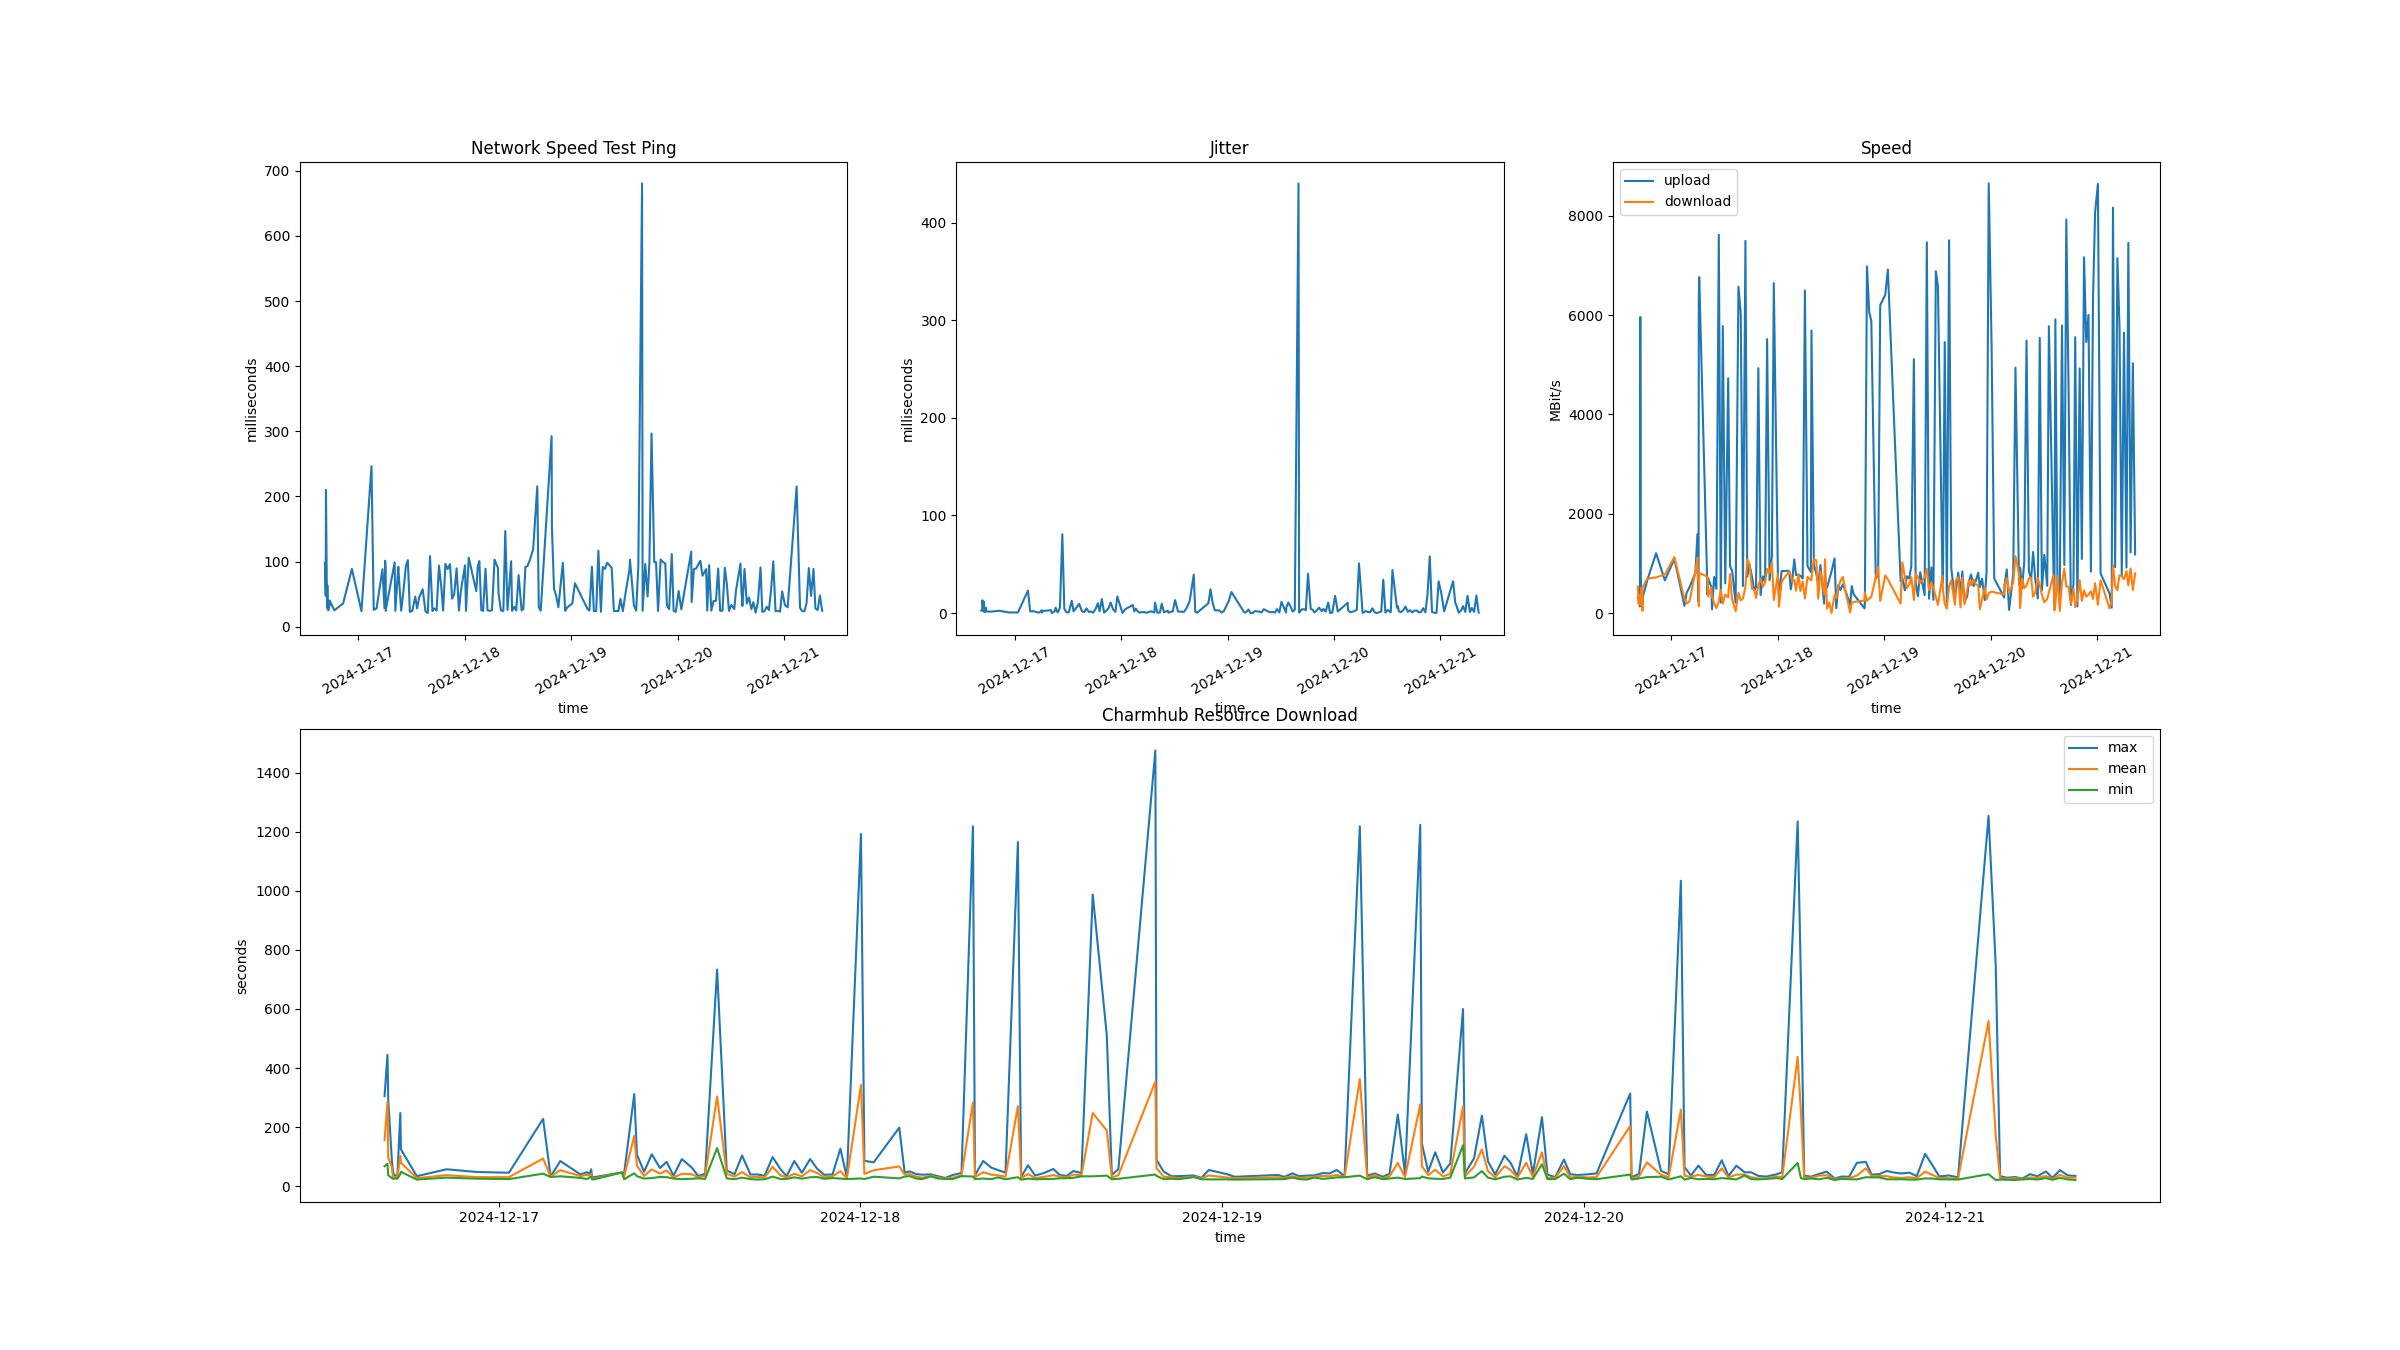 Network Speed Test Ping
700
600
500
400
300
200
100
0
milliseconds
2024-12-17
2024-12-18
2024-12-19
2024-12-20
2024-12-21
time
Jitter
400
300
200
100
0
milliseconds
2024-12-17
2024-12-18
2024-12-19
2024-12-20
2024-12-21
time
Speed
upload
download
8000
6000
4000
2000
0
MBit/s
2024-12-17
2024-12-18
2024-12-19
2024-12-20
2024-12-21
time
Charmhub Resource Download
max
mean
min
1400
1200
1000
800
600
400
200
0
seconds
2024-12-17
2024-12-18
2024-12-19
2024-12-20
2024-12-21
time